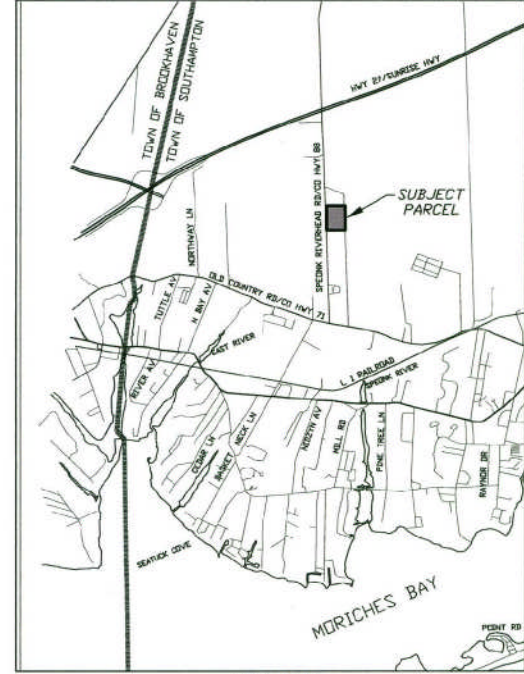 TOWN OF BROOKHAVEN
TOWN OF SOUTHAMPTON
HWY 27/SUNRISE HWY
SPEONK RIVERHEAD RD/CO HWY 88
SUBJECT
PARCEL
NORTHWAY LN
OLD COUNTRY RD/CO HWY 71
TUTTLE AV
N BAY AV
EAST RIVER
RIVER AV
L I RAILROAD
SPEONK RIVER
CEDAR LN
BASKET NECK LN
MILL RD
PINE TREE LN
RAYNOR DR
SEATUCK COVE
MORICHES BAY
POINT RD